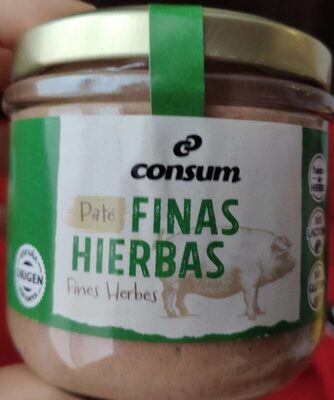 consum
Paté FINAS
HIERBAS
Fines Herbes
ORIGEN